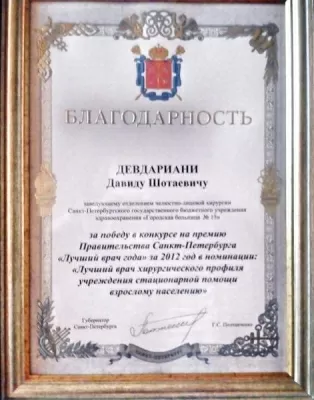 БЛАГОДАРНОСТЬ
ДЕВДАРИАНИ
Давиду Шотаевичу
заведующему отделением челюстно-лицевой хирургии
Санкт-Петербургского государственного бюджетного учреждения
здравоохранения «Городская больница № 15»
за победу в конкурсе на премию
Правительства Санкт-Петербурга
«Лучший врач года» за 2012 год в номинации:
«Лучший врач хирургического профиля
учреждения стационарной помощи
взрослому населению»
Губернатор
Санкт-Петербурга
Г.С. Полтавченко
САНКТ-ПЕТЕРБУРГ